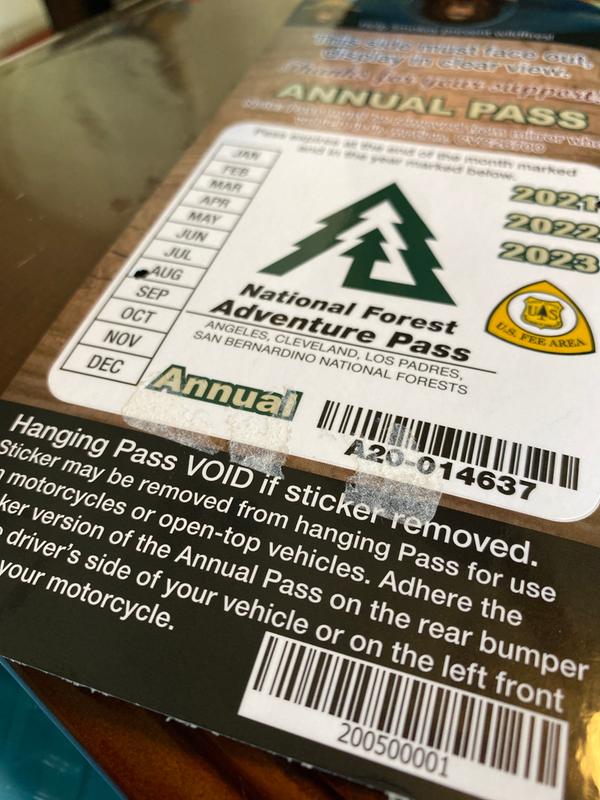 This side must face out,
display in clear view.
Thanks for your support!
ANNUAL PASS
Pass expires at the end of the month marked
and in the year marked below.
JAN
FEB
MAR
APR
MAY
JUN
JUL
AUG
SEP
OCT
NOV
DEC
2021
2022
2023
National Forest
Adventure Pass
ANGELES, CLEVELAND, LOS PADRES,
SAN BERNARDINO NATIONAL FORESTS
UAS
U.S. FEE AREA
Annual
A20-014637
Hanging Pass VOID if sticker removed.
Sticker may be removed from hanging Pass for use
motorcycles or open-top vehicles. Adhere the
ker version of the Annual Pass on the rear bumper
driver's side of your vehicle or on the left front
your motorcycle.
200500001